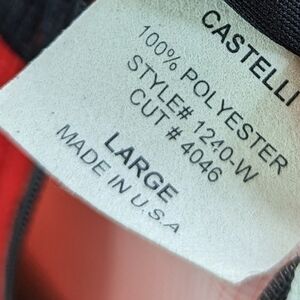 CASTELLI
100% POLYESTER
STYLE# 1240-W
CUT # 4046
LARGE
MADE IN U.S.A